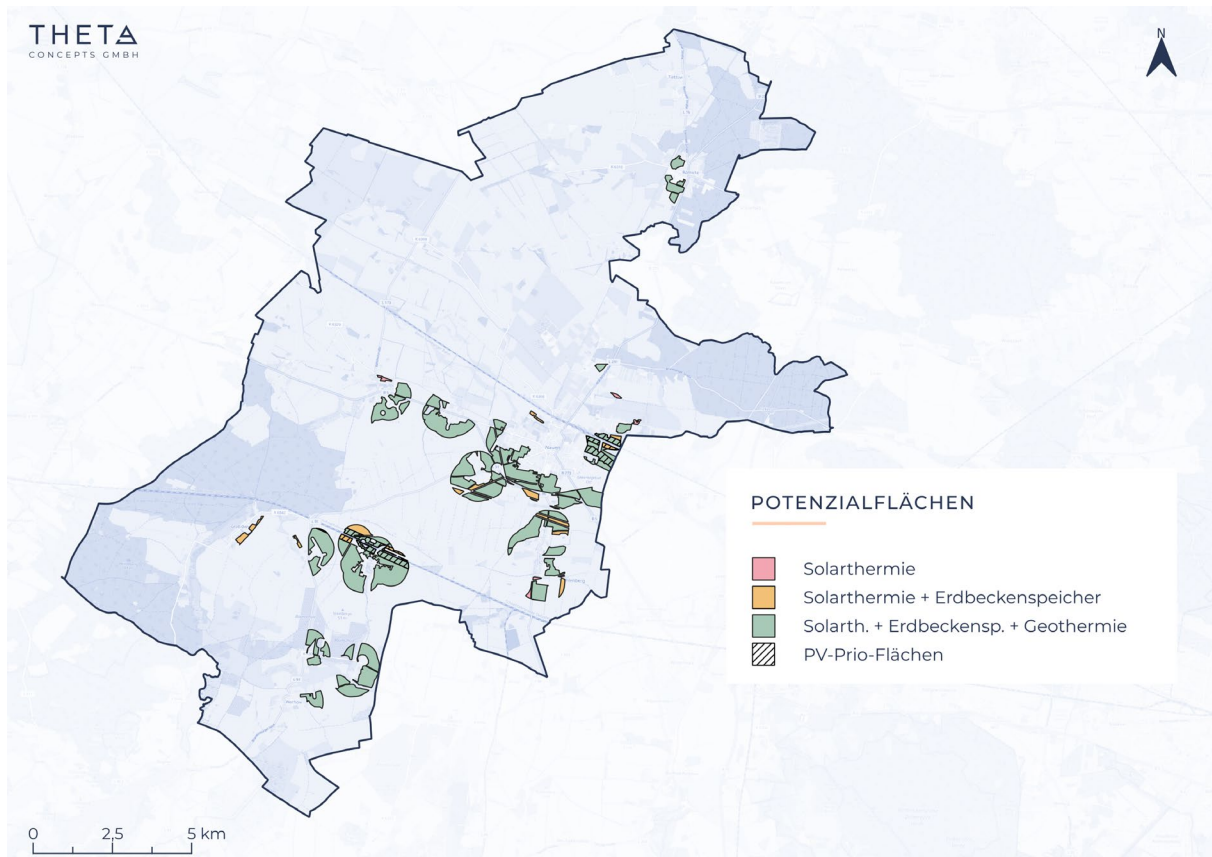 THETA
CONCEPTS GMBH
N
POTENZIALFLÄCHEN
Solarthermie
Solarthermie + Erdbeckenspeicher
Solarth. + Erdbeckensp. + Geothermie
PV-Prio-Flächen
0 2,5 5 km